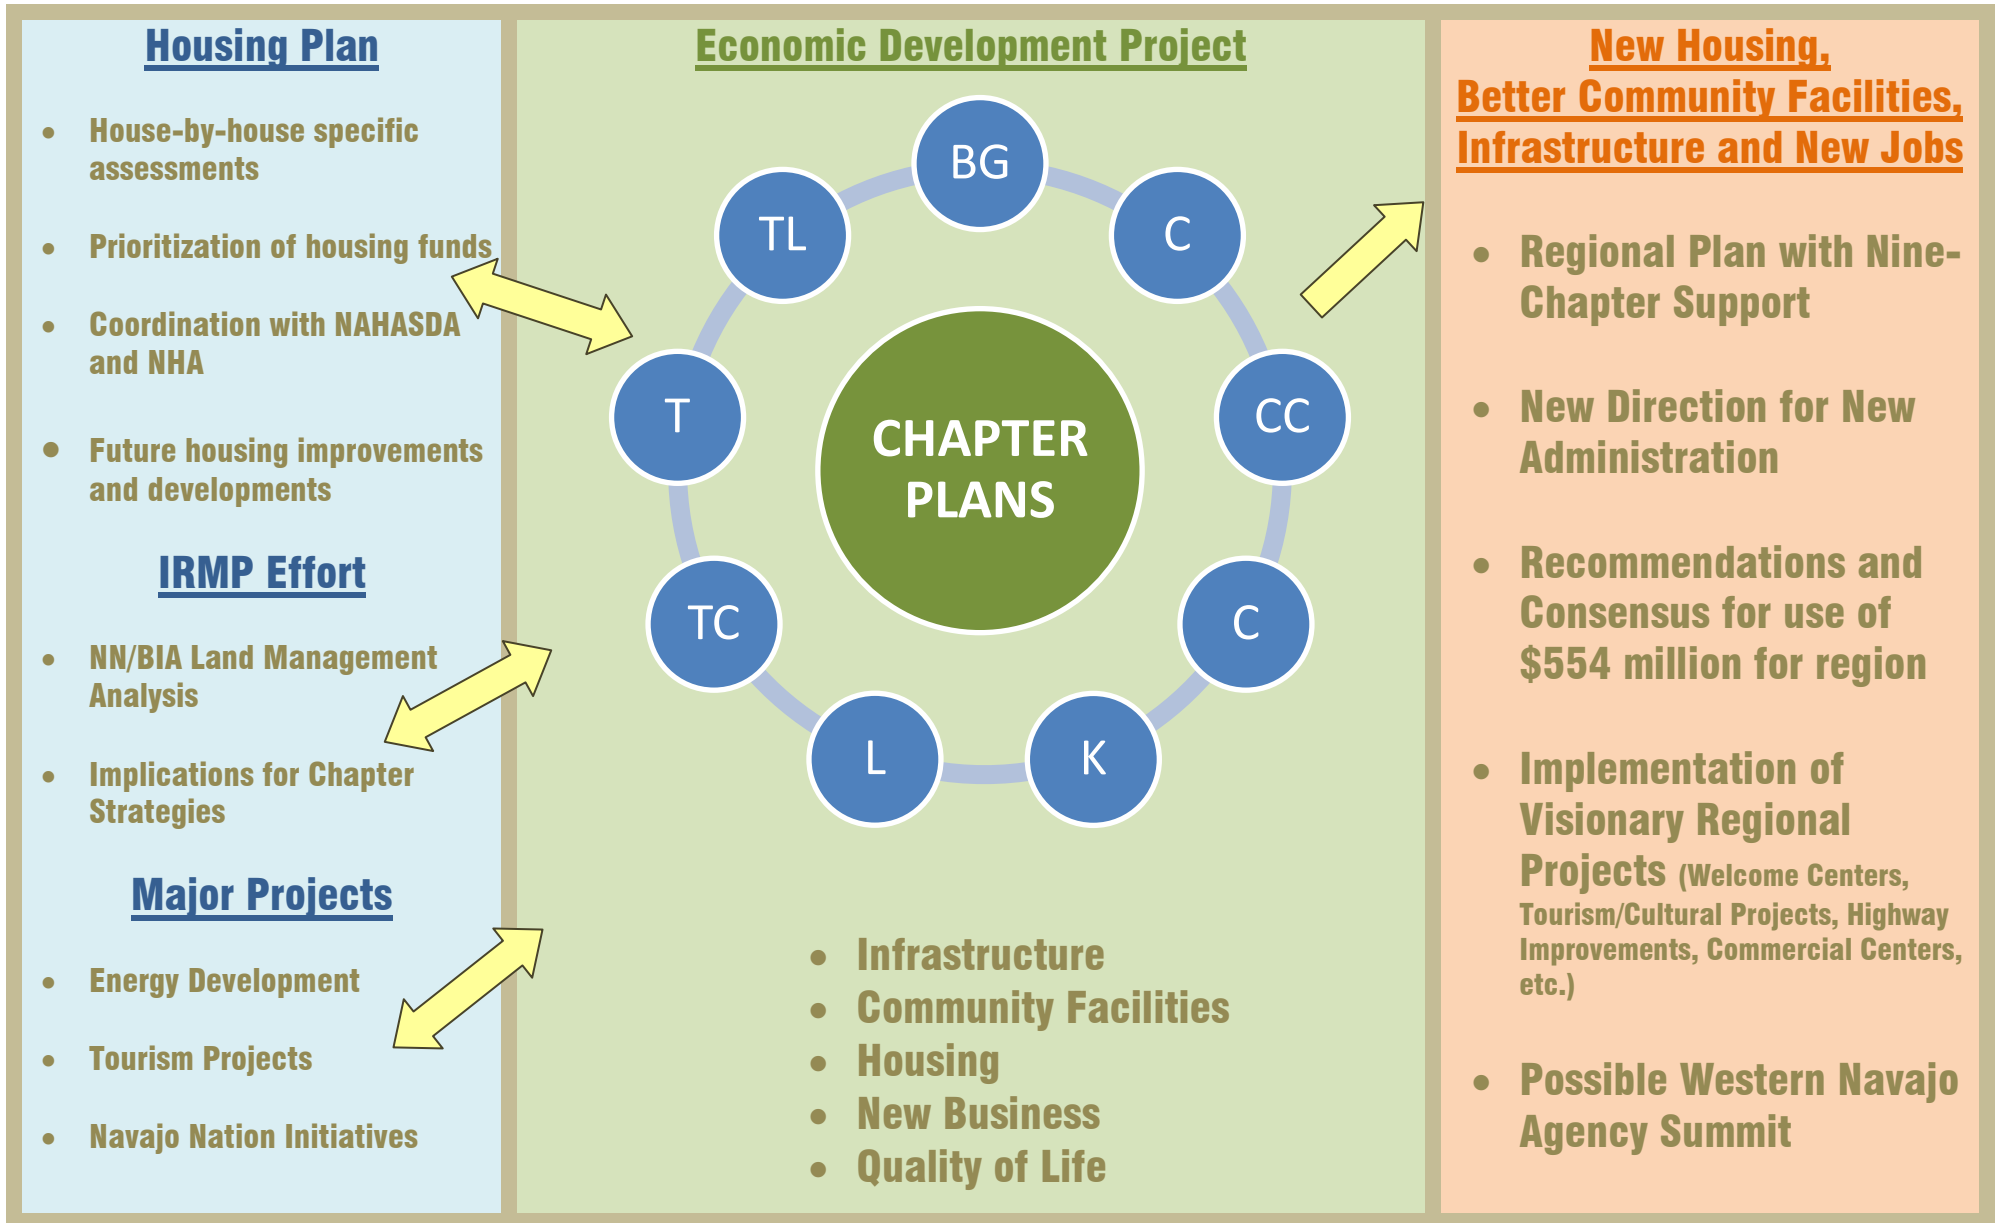 Housing Plan
• House-by-house specific
assessments
• Prioritization of housing funds
• Coordination with NAHASDA
and NHA
• Future housing improvements
and developments
IRMP Effort
• NN/BIA Land Management
Analysis
• Implications for Chapter
Strategies
Major Projects
• Energy Development
• Tourism Projects
• Navajo Nation Initiatives
Economic Development Project
BG
C
CC
C
K
L
TC
T
TL
CHAPTER
PLANS
• Infrastructure
• Community Facilities
• Housing
• New Business
• Quality of Life
New Housing,
Better Community Facilities,
Infrastructure and New Jobs
• Regional Plan with Nine-
Chapter Support
• New Direction for New
Administration
• Recommendations and
Consensus for use of
$554 million for region
• Implementation of
Visionary Regional
Projects (Welcome Centers,
Tourism/Cultural Projects, Highway
Improvements, Commercial Centers,
etc.)
• Possible Western Navajo
Agency Summit